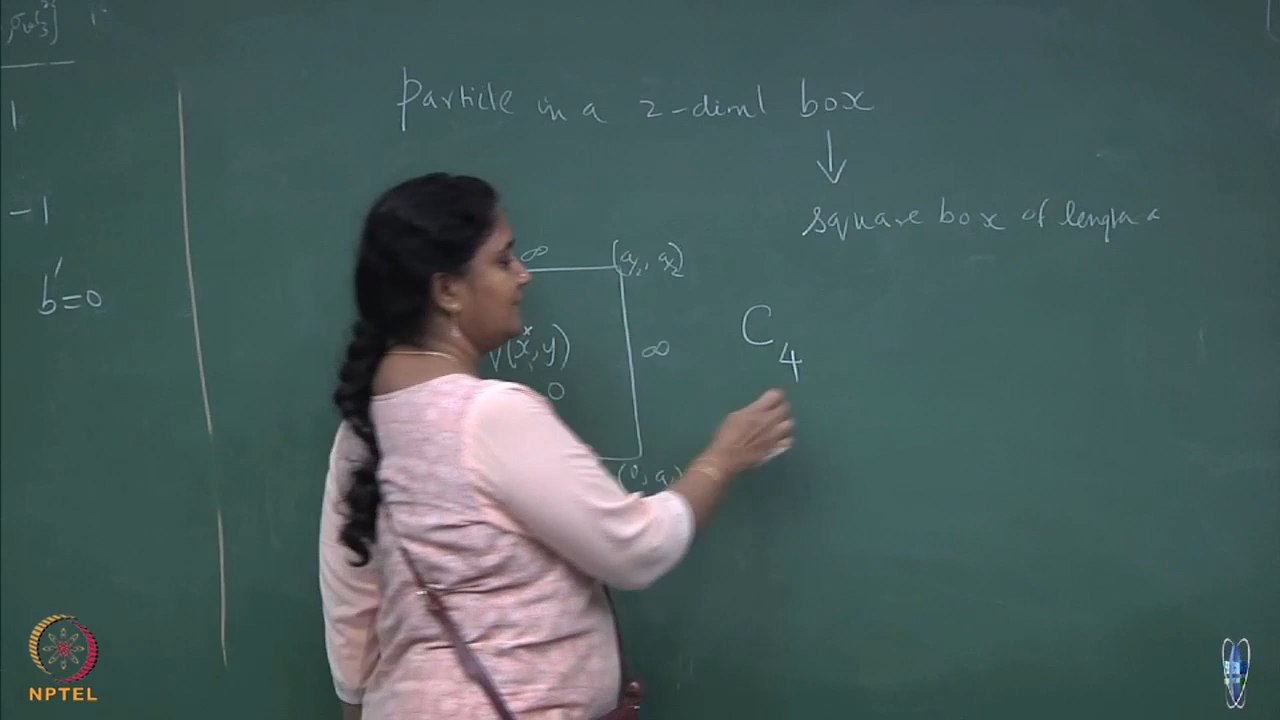 Particle in a 2-diml box
↓
square box of length a
∞
V(x, y)
0
∞
C₄
1
-1
b'=0
NPTEL